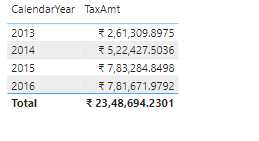 CalendarYear TaxAmt
2013 ₹ 2,61,309.8975
2014 ₹ 5,22,427.5036
2015 ₹ 7,83,284.8498
2016 ₹ 7,81,671.9792
Total ₹ 23,48,694.2301